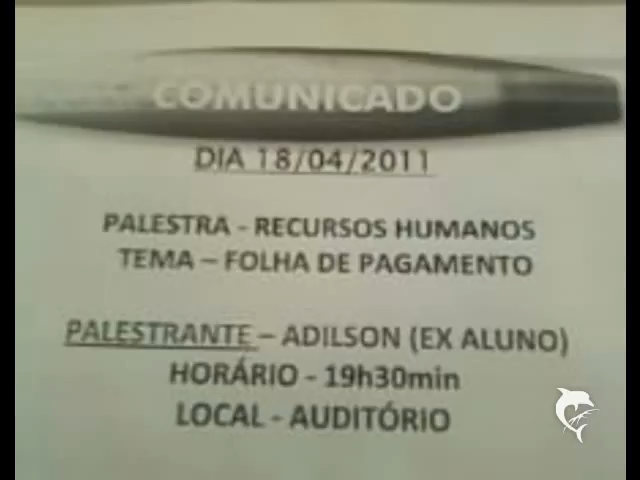 COMUNICADO
DIA 18/04/2011
PALESTRA - RECURSOS HUMANOS
TEMA – FOLHA DE PAGAMENTO
PALESTRANTE – ADILSON (EX ALUNO)
HORÁRIO - 19h30min
LOCAL - AUDITÓRIO